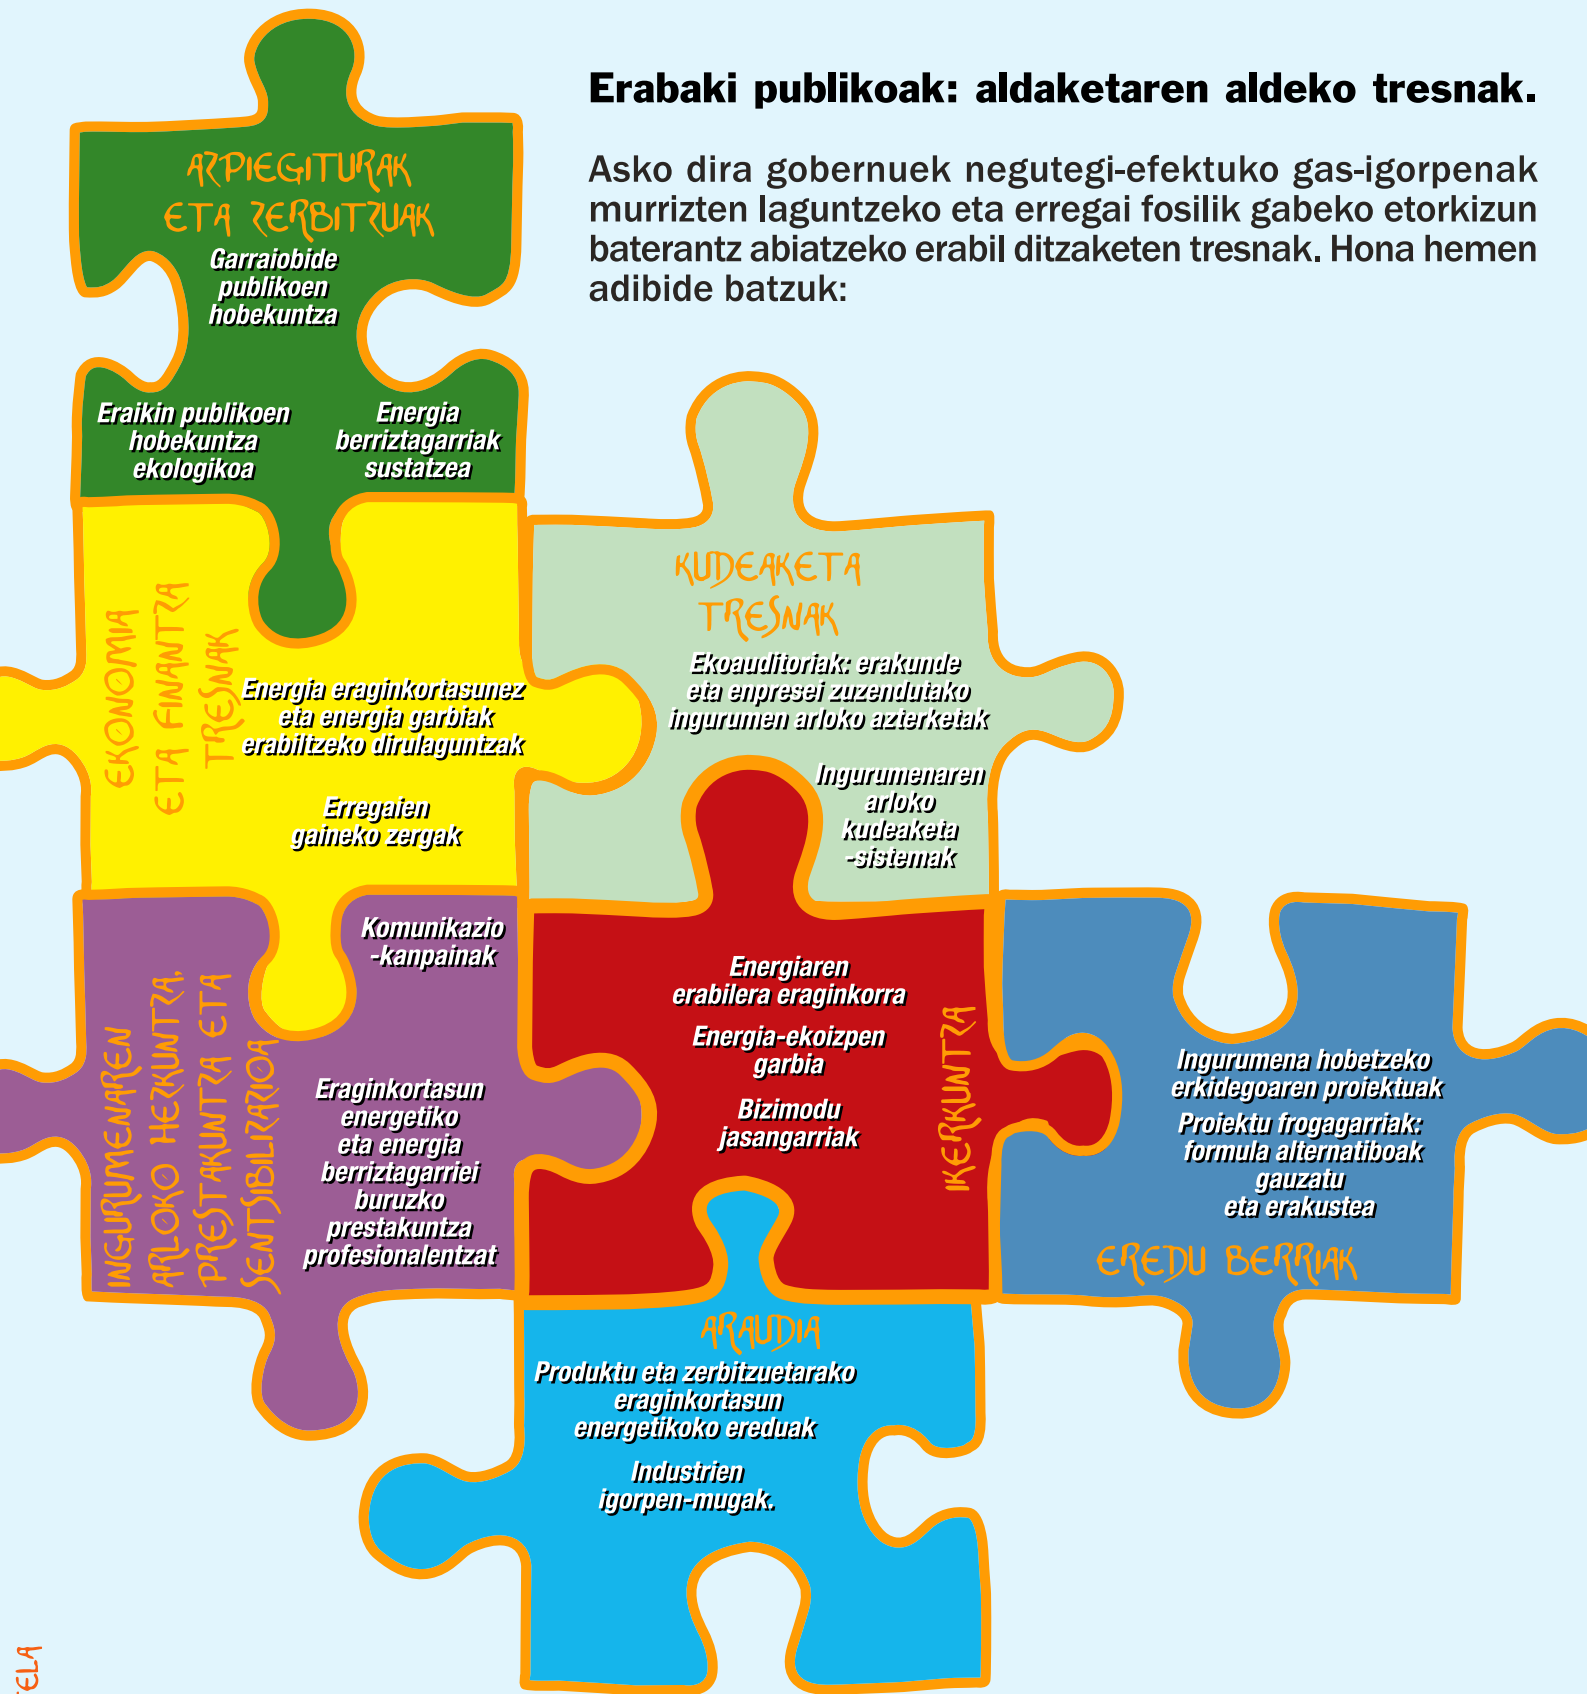 Erabaki publikoak: aldaketaren aldeko tresnak.
Asko dira gobernuek negutegi-efektuko gas-igorpenak
murrizten laguntzeko eta erregai fosilik gabeko etorkizun
baterantz abiatzeko erabil ditzaketen tresnak. Hona hemen
adibide batzuk:
AZPIEGITURAK
ETA ZERBITZUAK
Garraiobide
publikoen
hobekuntza
Eraikin publikoen
hobekuntza
ekologikoa
Energia
berriztagarriak
sustatzea
EKONOMIA
ETA FINANTZA
TRESNAK
Energia eraginkortasunez
eta energia garbiak
erabiltzeko dirulaguntzak
Erregaien
gaineko zergak
KUDEAKETA
TRESNAK
Ekoauditoriak: erakunde
eta enpresei zuzendutako
ingurumen arloko azterketak
Ingurumenaren
arloko
kudeaketa
-sistemak
INGURUMENAREN
ARLOKO HEZKUNTZA,
PRESTAKUNTZA ETA
SENTSIBILIZAZIOA
Komunikazio
-kanpainak
Eraginkortasun
energetiko
eta energia
berriztagarriei
buruzko
prestakuntza
profesionalentzat
Energiaren
erabilera eraginkorra
Energia-ekoizpen
garbia
Bizimodu
jasangarriak
IKERKUNTZA
Ingurumena hobetzeko
erkidegoaren proiektuak
Proiektu frogagarriak:
formula alternatiboak
gauzatu
eta erakustea
EREDU BERRIAK
ARAUDIA
Produktu eta zerbitzuetarako
eraginkortasun
energetikoko ereduak
Industrien
igorpen-mugak.